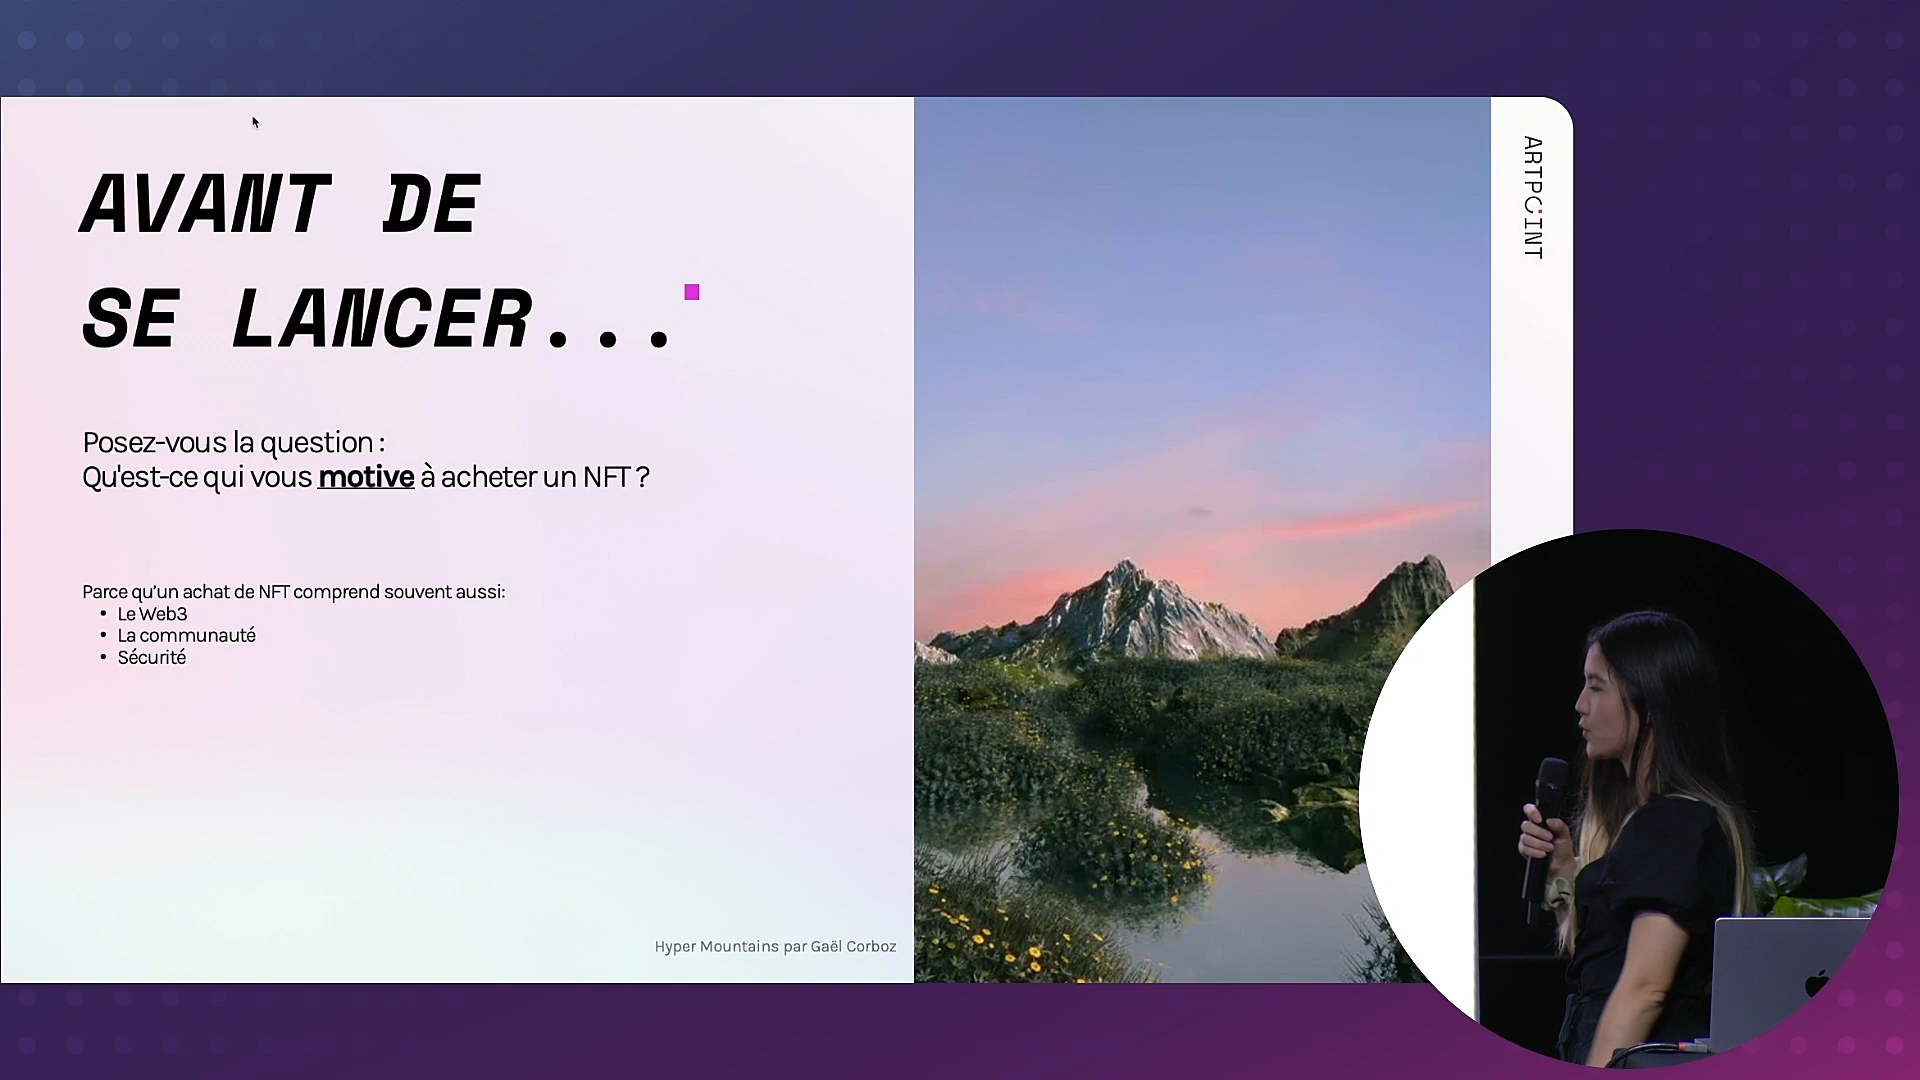 AVANT DE
SE LANCER...
Posez-vous la question :
Qu'est-ce qui vous motive à acheter un NFT ?
Parce qu’un achat de NFT comprend souvent aussi:
• Le Web3
• La communauté
• Sécurité
Hyper Mountains par Gaël Corboz
ARTPOINT